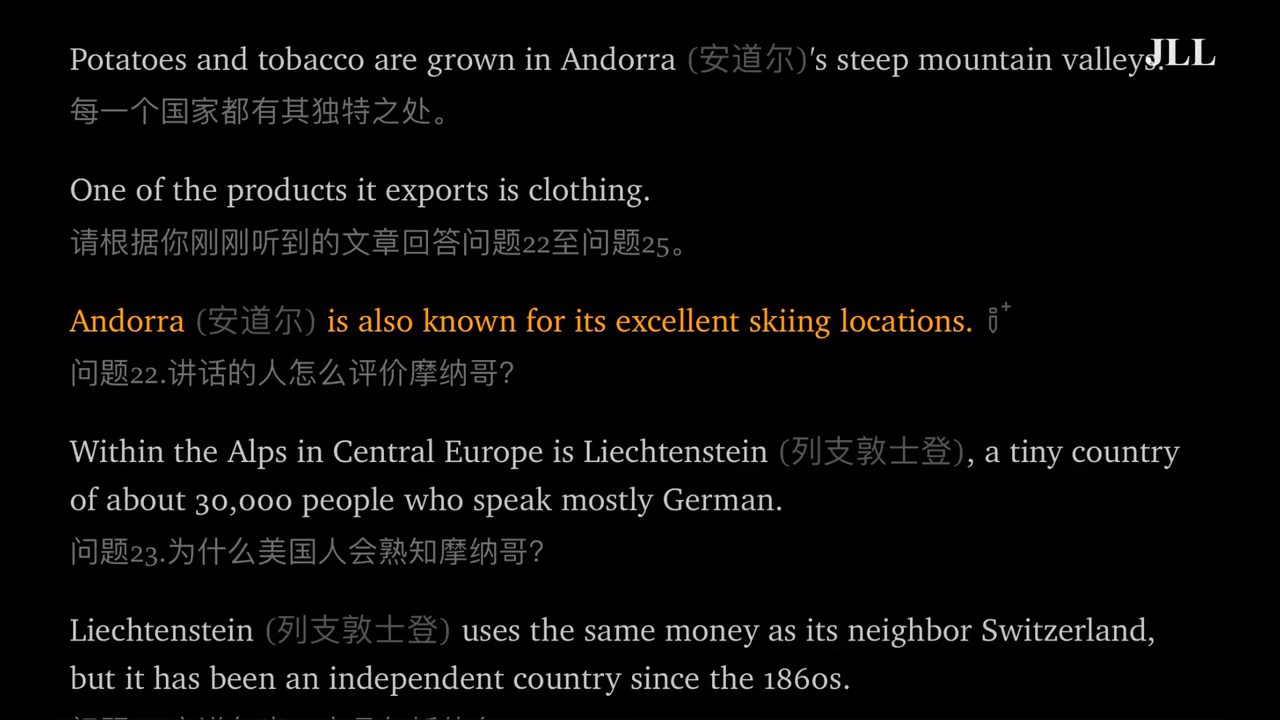 Potatoes and tobacco are grown in Andorra (安道尔)'s steep mountain valleys.
JLL
每一个国家都有其独特之处。
One of the products it exports is clothing.
请根据你刚刚听到的文章回答问题22至问题25。
Andorra (安道尔) is also known for its excellent skiing locations.
问题22.讲话的人怎么评价摩纳哥?
Within the Alps in Central Europe is Liechtenstein (列支敦士登), a tiny country
of about 30,000 people who speak mostly German.
问题23.为什么美国人会熟知摩纳哥?
Liechtenstein (列支敦士登) uses the same money as its neighbor Switzerland,
but it has been an independent country since the 1860s.